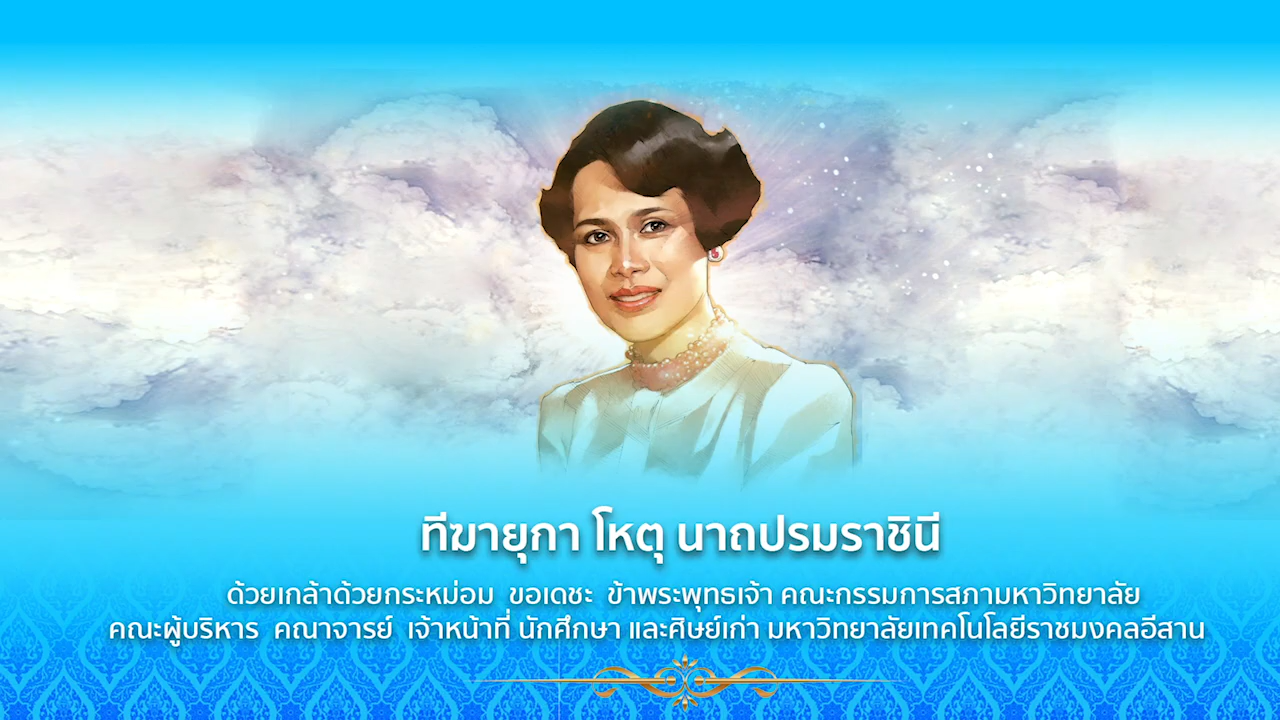 ทีฆายุกา โหตุ นาถปรมราชินี
ด้วยเกล้าด้วยกระหม่อม ขอเดชะ ข้าพระพุทธเจ้า คณะกรรมการสภามหาวิทยาลัย
คณะผู้บริหาร คณาจารย์ เจ้าหน้าที่ นักศึกษา และศิษย์เก่า มหาวิทยาลัยเทคโนโลยีราชมงคลอีสาน